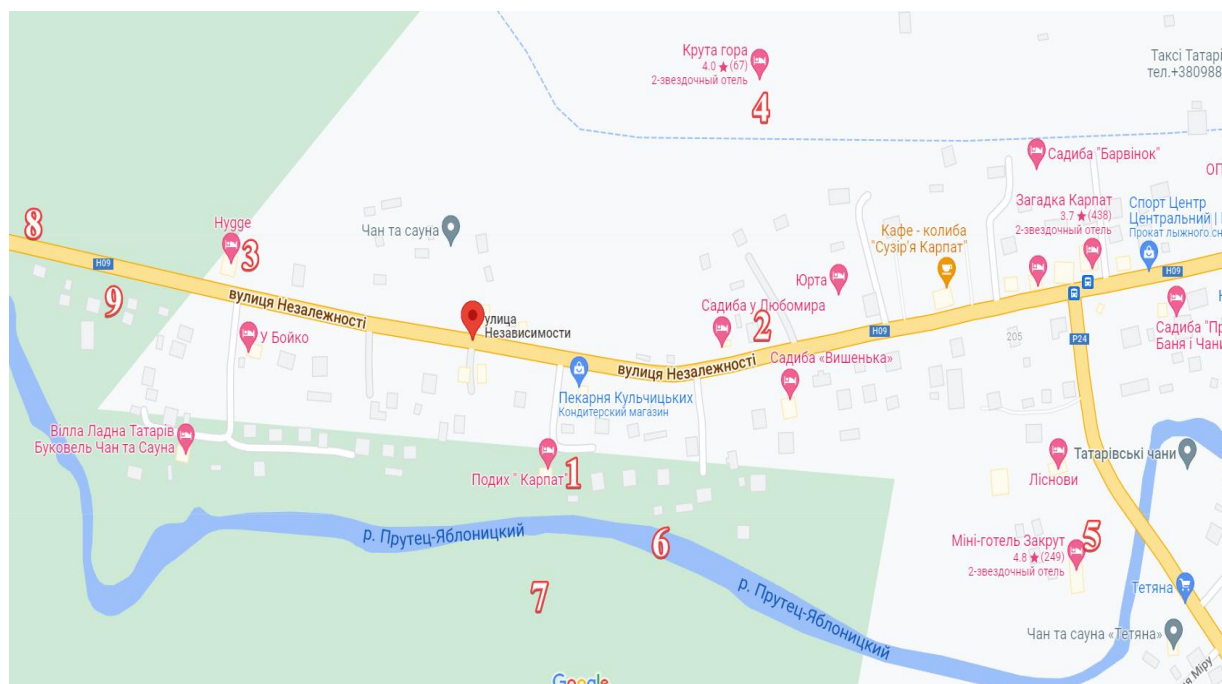 Крута гора
4.0 ★ (67)
2-звездочный отель
4
Таксі Татарі
тел.+380988
Садиба "Барвінок"
ОП
Загадка Карпат
3.7 ★ (438)
2-звездочный отель
Спорт Центр
Центральний |
Прокат лыжного сн
8
Hygge
3
Чан та сауна
Кафе - колиба
"Сузір'я Карпат"
Юрта
H09
H09
9
вулиця Незалежності
улица
Независимости
Садиба у Любомира
2
H09
У Бойко
вулиця Незалежності
Садиба «Вишенька»
205
P24
Садиба "Пр
Баня і Чани
Пекарня Кульчицьких
Кондитерский магазин
Вілла Ладна Татарів
Буковель Чан та Сауна
Подих " Карпат"
1
Ліснови
Татарівські чани
р. Прутец-Яблоницкий
6
Міні-готель Закрут
4.8 ★ (249)
2-звездочный отель
5
7
р. Прутец-Яблоницкий
Тетяна
Чан та сауна «Тетяна»
я Міру
Google